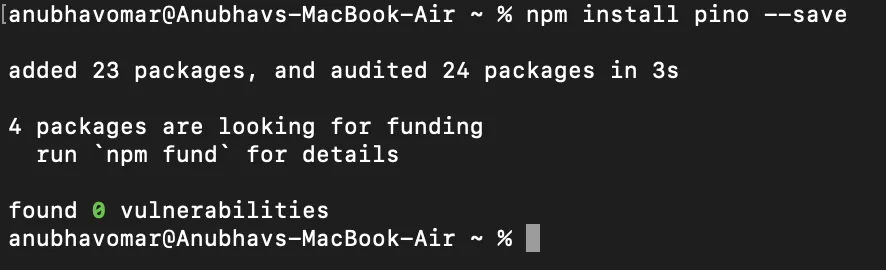 [anubhavomar@Anubhavs-MacBook-Air ~ % npm install pino --save
added 23 packages, and audited 24 packages in 3s
4 packages are looking for funding
run `npm fund` for details
found 0 vulnerabilities
anubhavomar@Anubhavs-MacBook-Air ~ %